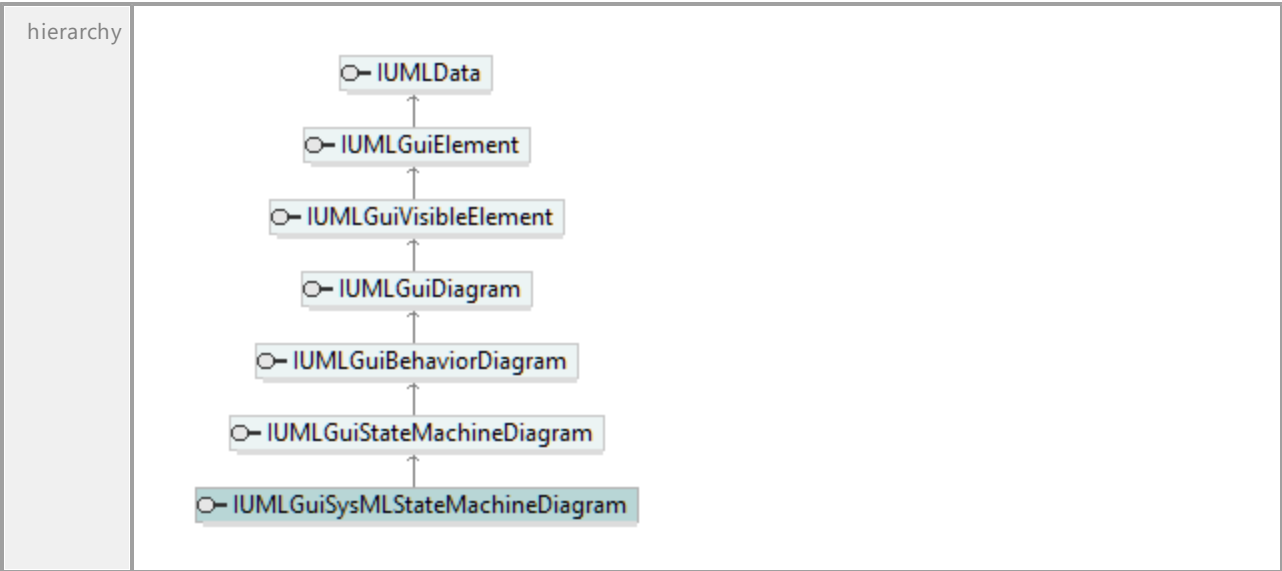 hierarchy
IUMLData
IUMLGuiElement
IUMLGuiVisibleElement
IUMLGuiDiagram
IUMLGuiBehaviorDiagram
IUMLGuiStateMachineDiagram
IUMLGuiSysMLStateMachineDiagram